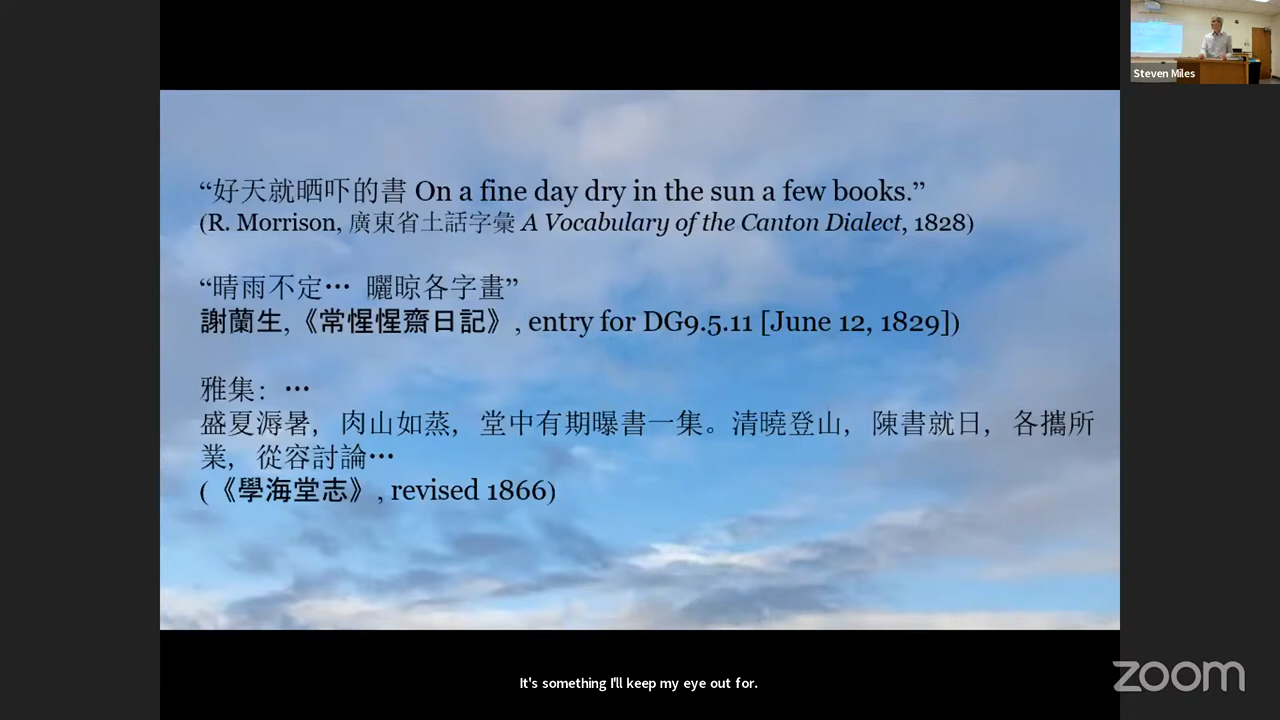 “好天就晒吓的書 On a fine day dry in the sun a few books.”
(R. Morrison, 廣東省土話字彙 A Vocabulary of the Canton Dialect, 1828)
“晴雨不定… 曬晾各字畫”
謝蘭生,《常惺惺齋日記》, entry for DG9.5.11 [June 12, 1829])
雅集：…
盛夏溽暑，肉山如蒸，堂中有期曝書一集。清曉登山，陳書就日，各攜所
業，從容討論…
(《學海堂志》, revised 1866)
Steven Miles
It's something I'll keep my eye out for.
zoom